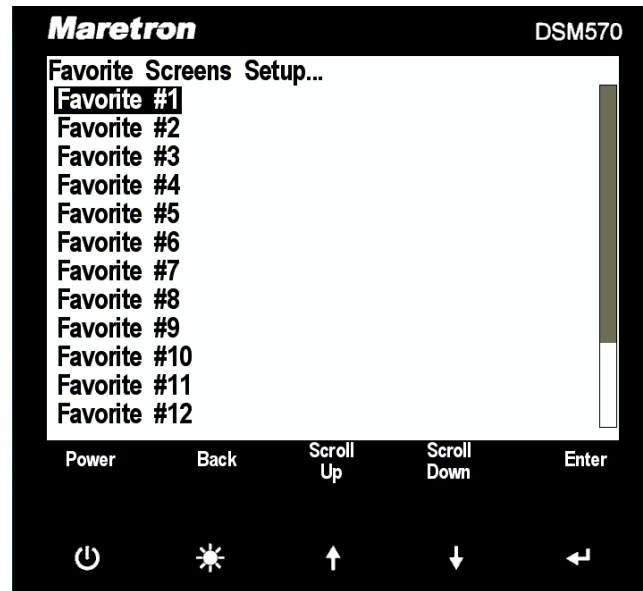 Maretron DSM570
Favorite Screens Setup...
Favorite #1
Favorite #2
Favorite #3
Favorite #4
Favorite #5
Favorite #6
Favorite #7
Favorite #8
Favorite #9
Favorite #10
Favorite #11
Favorite #12
Power Back Scroll Up Scroll Down Enter